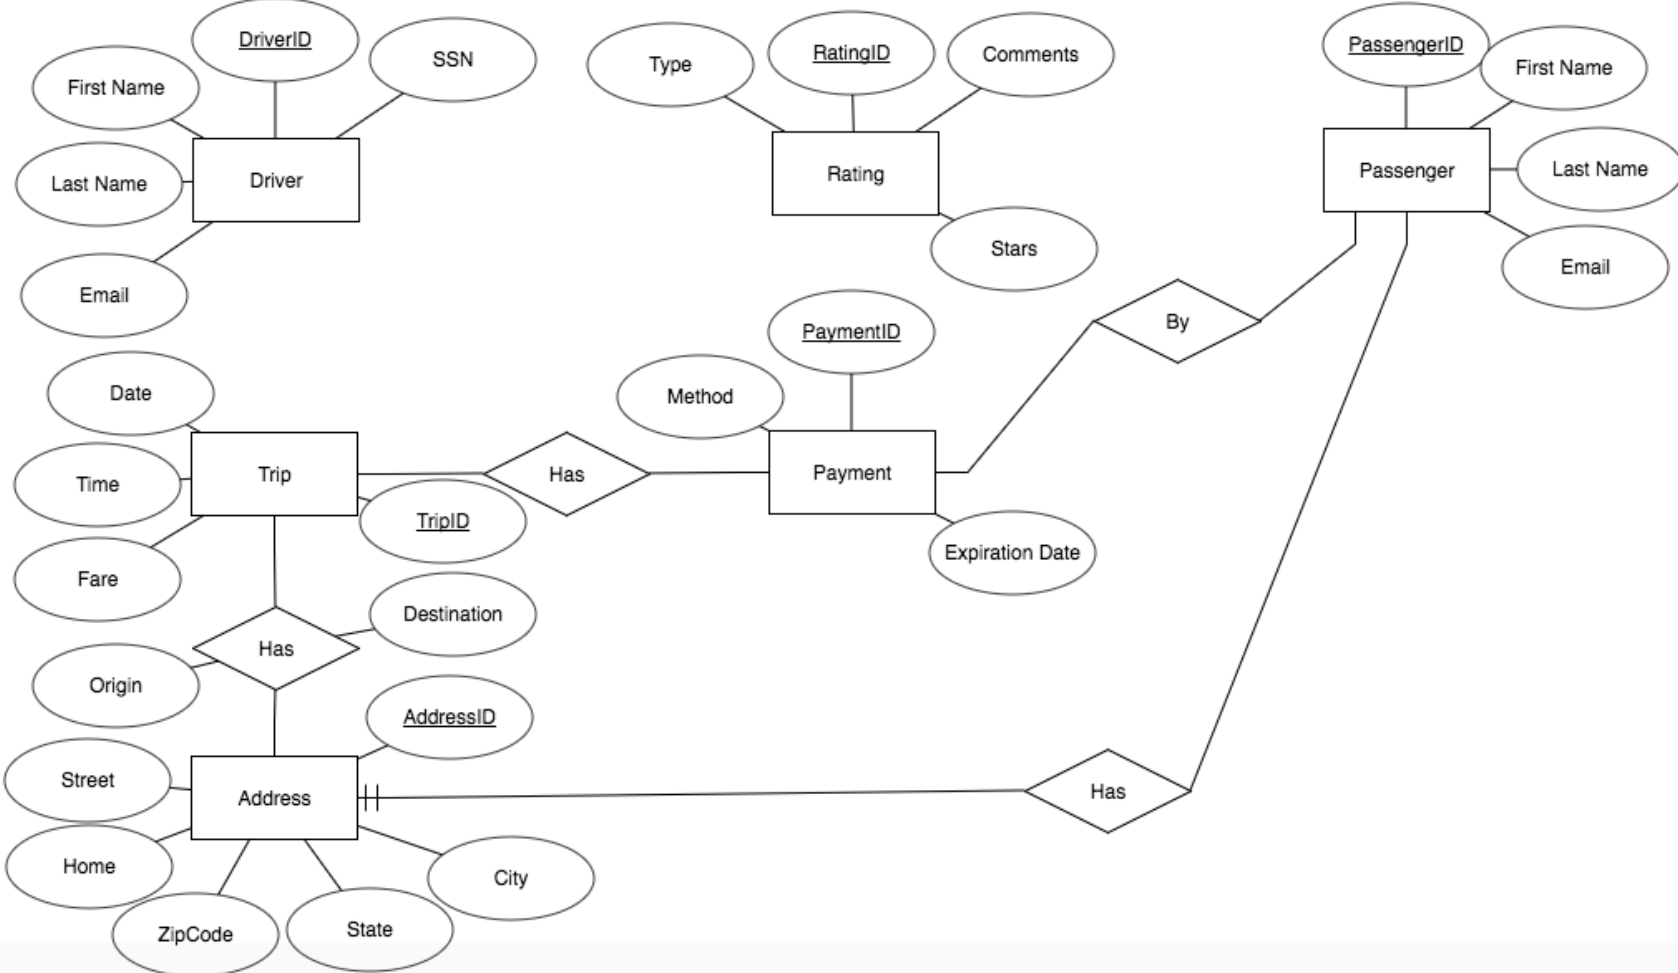 DriverID
SSN
First Name
Last Name
Driver
Email
Type
RatingID
Comments
Rating
Stars
PassengerID
First Name
Passenger
Last Name
Email
By
PaymentID
Method
Payment
Expiration Date
Date
Time
Trip
Has
TripID
Fare
Destination
Has
Origin
AddressID
Street
Address
Has
Home
City
ZipCode
State